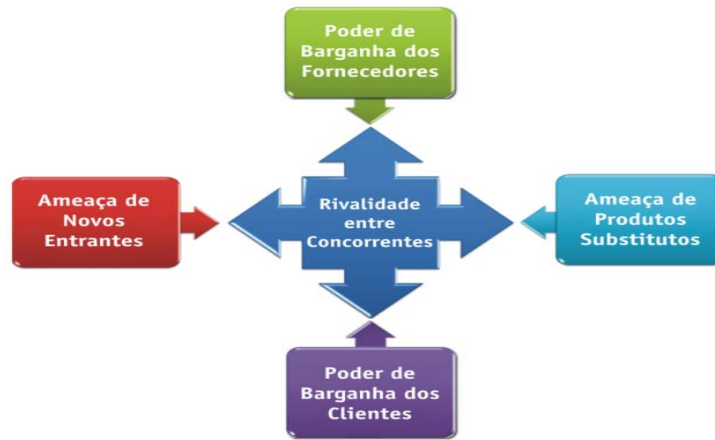 Poder de
Barganha dos
Fornecedores
Ameaça de
Novos
Entrantes
Rivalidade
entre
Concorrentes
Ameaça de
Produtos
Substitutos
Poder de
Barganha dos
Clientes